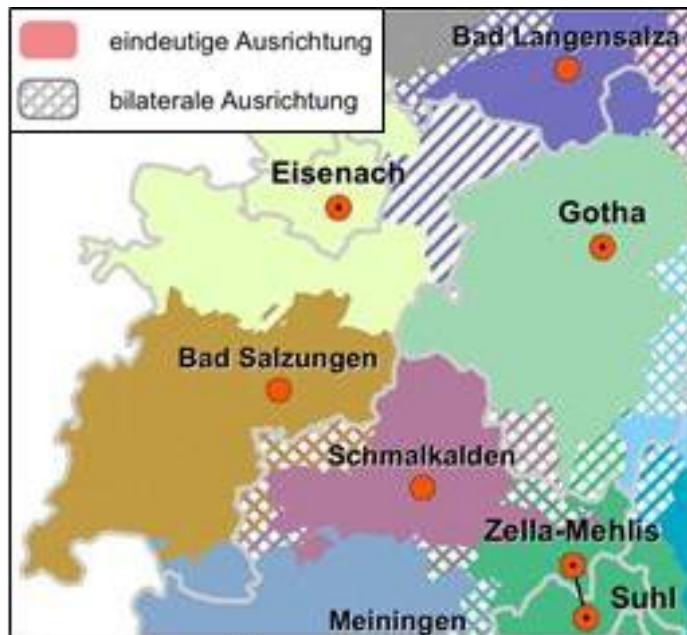 eindeutige Ausrichtung
bilaterale Ausrichtung
Bad Langensalza
Eisenach
Gotha
Bad Salzungen
Schmalkalden
Zella-Mehlis
Suhl
Meiningen